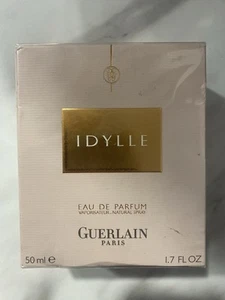 IDYLLE
EAU DE PARFUM
VAPORISATEUR . NATURAL SPRAY
GUERLAIN
PARIS
50 ml e 1.7 FL OZ